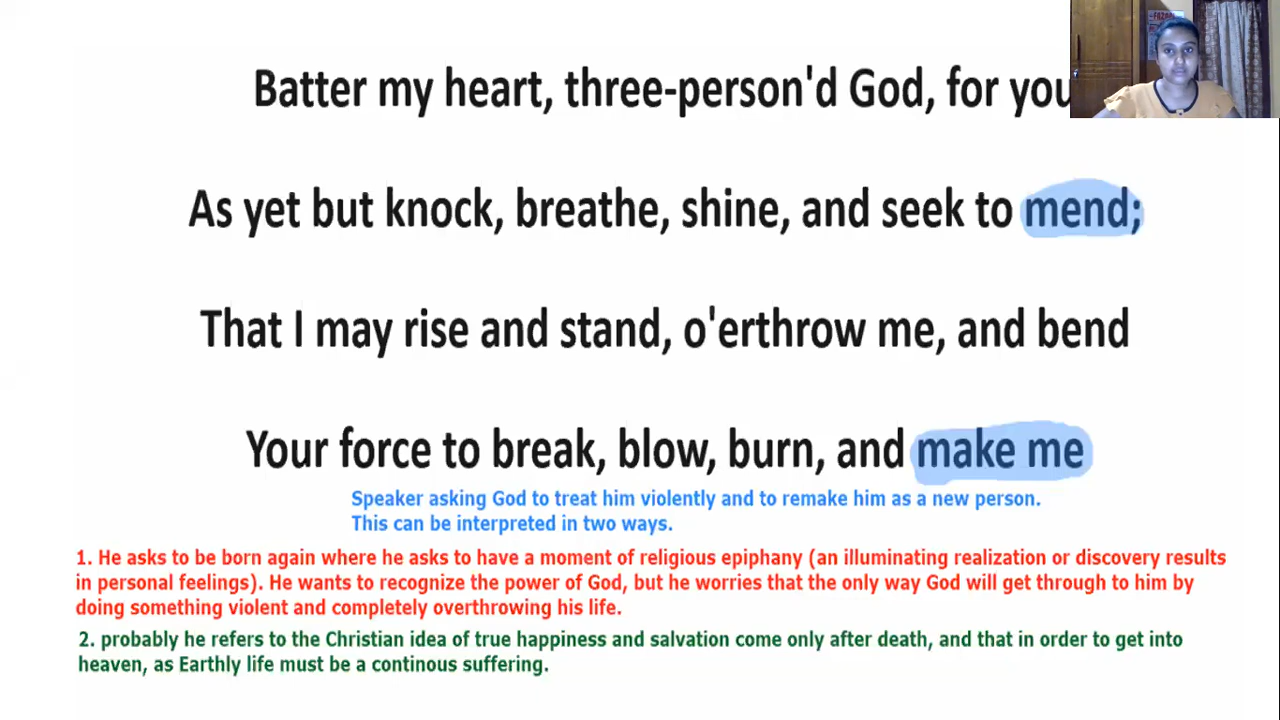 Batter my heart, three-person'd God, for you
As yet but knock, breathe, shine, and seek to mend;
That I may rise and stand, o'erthrow me, and bend
Your force to break, blow, burn, and make me
Speaker asking God to treat him violently and to remake him as a new person.
This can be interpreted in two ways.
1. He asks to be born again where he asks to have a moment of religious epiphany (an illuminating realization or discovery results
in personal feelings). He wants to recognize the power of God, but he worries that the only way God will get through to him by
doing something violent and completely overthrowing his life.
2. probably he refers to the Christian idea of true happiness and salvation come only after death, and that in order to get into
heaven, as Earthly life must be a continous suffering.